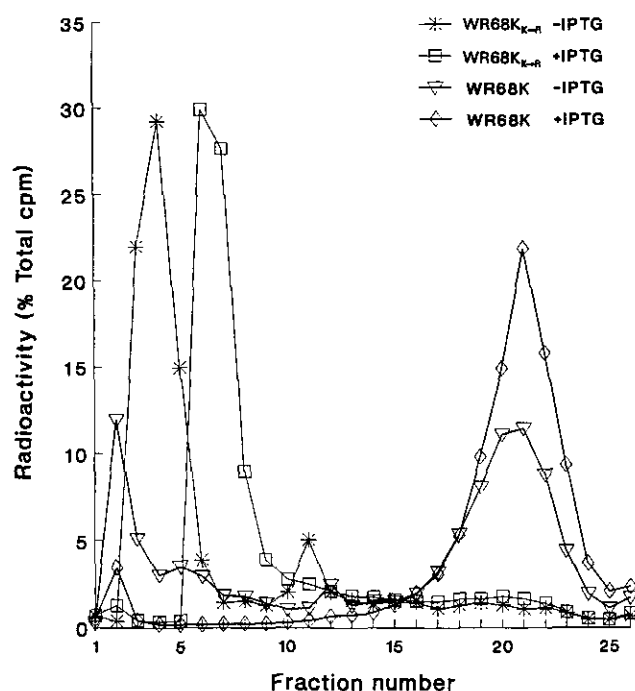 WR68K K→R -IPTG
WR68K K→R +IPTG
WR68K -IPTG
WR68K +IPTG
Radioactivity (% Total cpm)
35
30
25
20
15
10
5
0
1 5 10 15 20 25
Fraction number